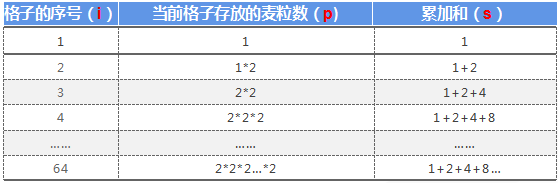 格子的序号（i） 当前格子存放的麦粒数（p） 累加和（s）
1 1 1
2 1*2 1+2
3 2*2 1+2+4
4 2*2*2 1+2+4+8
…… …… ……
64 2*2*2...*2 1+2+4+8...